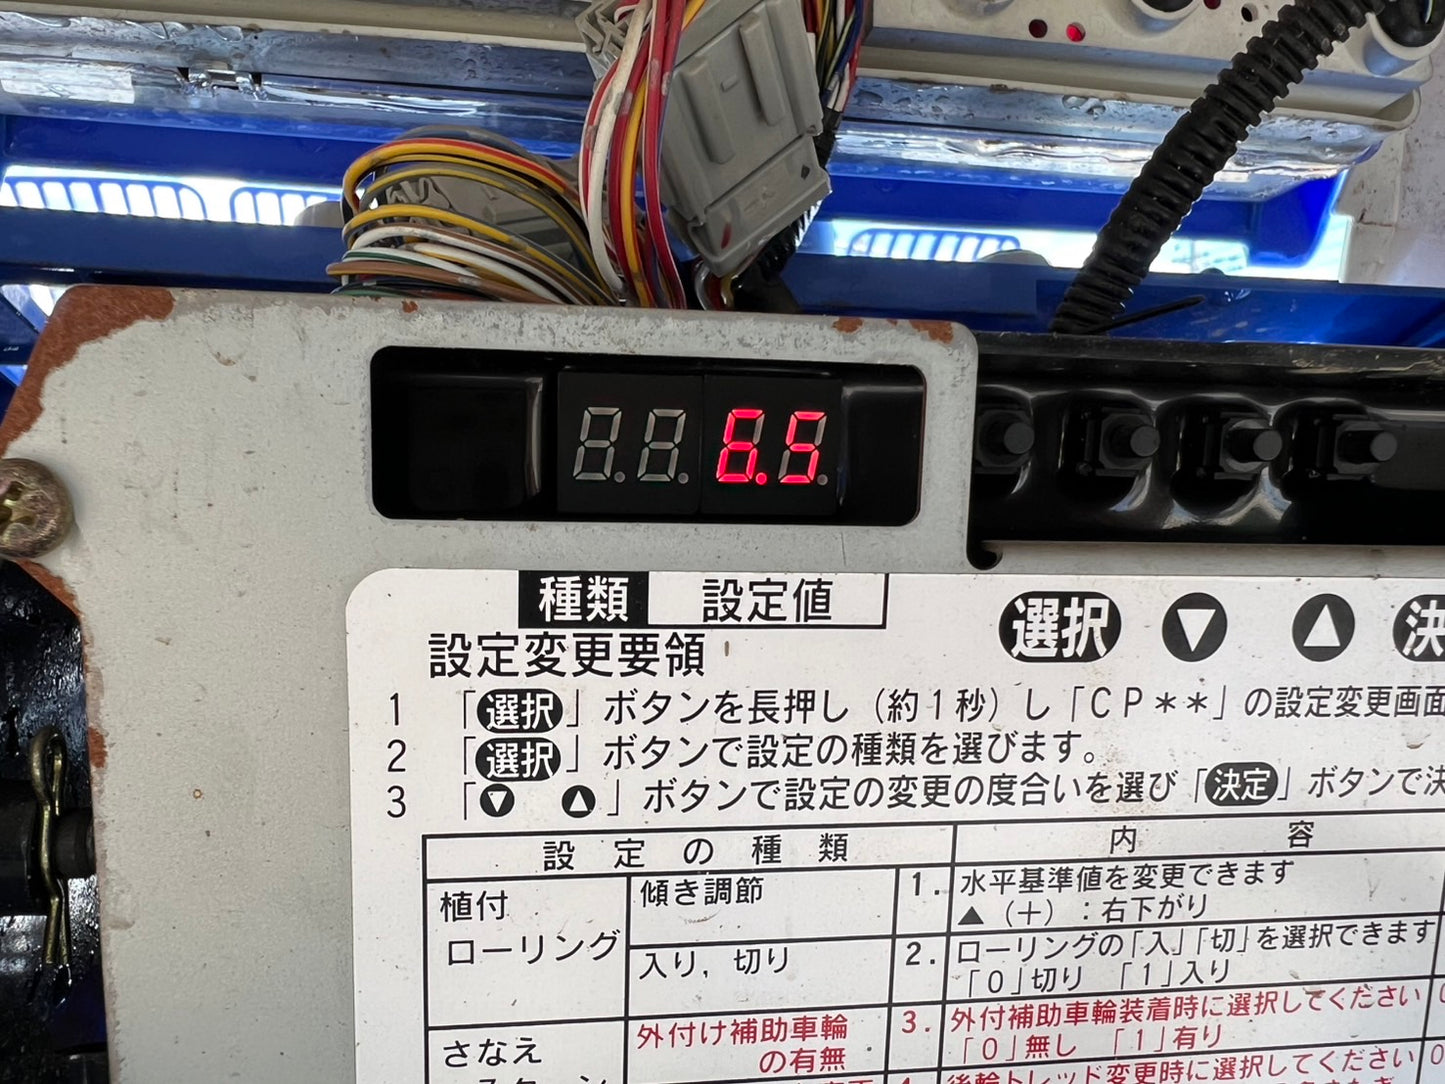 6.5
種類 設定値
選択 ▽ △ 決
設定変更要領
1 「選択」ボタンを長押し（約1秒）し「CP＊＊」の設定変更画面
2 「選択」ボタンで設定の種類を選びます。
3 「▽ △」ボタンで設定の変更の度合いを選び「決定」ボタンで決
設定の種類 内容
植付ローリング 傾き調節 1. 水平基準値を変更できます
▲（＋）：右下がり
入り，切り 2. ローリングの「入」「切」を選択できます
「0」切り 「1」入り
さなえ 外付け補助車輪の有無 3. 外付補助車輪装着時に選択してください 0
「0」無し 「1」有り
後輪トレッド変更時に選択してください 0